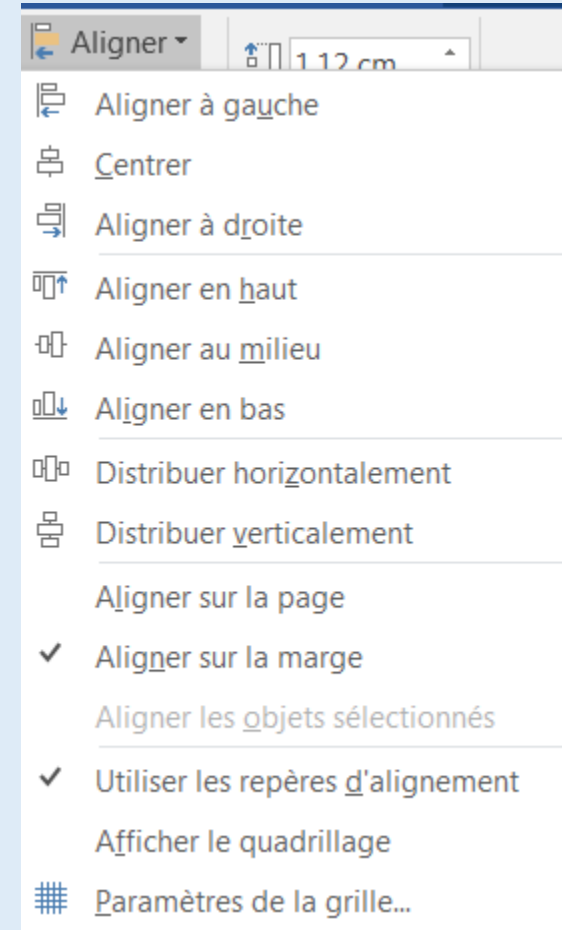 Aligner
1,12 cm
Aligner à gauche
Centrer
Aligner à droite
Aligner en haut
Aligner au milieu
Aligner en bas
Distribuer horizontalement
Distribuer verticalement
Aligner sur la page
Aligner sur la marge
Aligner les objets sélectionnés
Utiliser les repères d'alignement
Afficher le quadrillage
Paramètres de la grille...